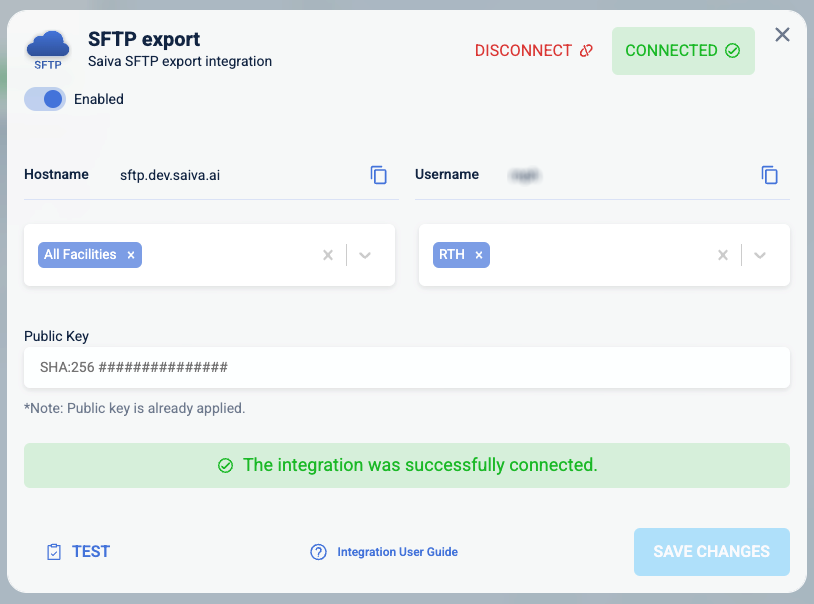 SFTP export
SFTP
Saiva SFTP export integration
DISCONNECT
CONNECTED
Enabled
Hostname sftp.dev.saiva.ai
Username
All Facilities ×
RTH ×
Public Key
SHA:256 ###############
*Note: Public key is already applied.
The integration was successfully connected.
TEST
Integration User Guide
SAVE CHANGES